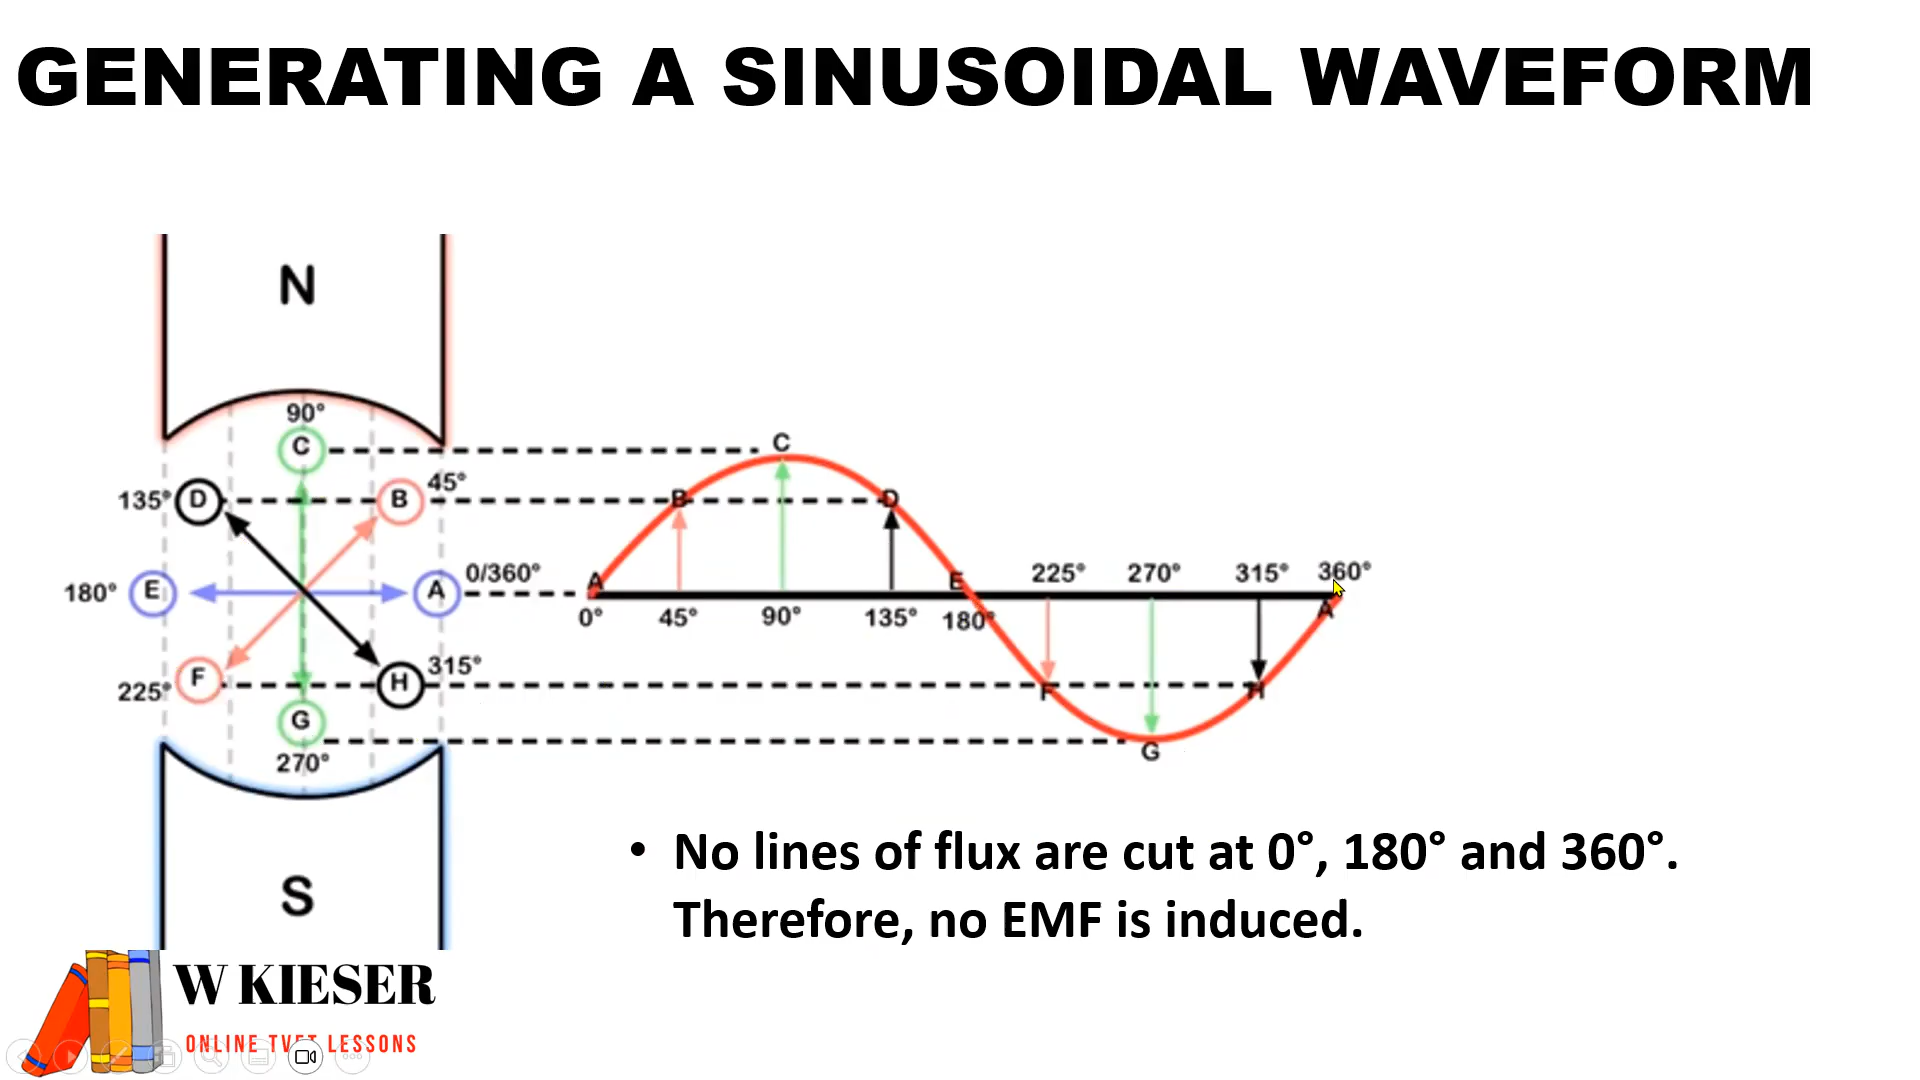 GENERATING A SINUSOIDAL WAVEFORM
N
90°
C
C
45°
135° D
B
B
D
0/360°
180° E
A
A
E
225° 270° 315° 360°
0° 45° 90° 135° 180°
A
315°
225° F
H
F
H
G
G
270°
• No lines of flux are cut at 0°, 180° and 360°.
Therefore, no EMF is induced.
S
W KIESER
ONLINE TVET LESSONS